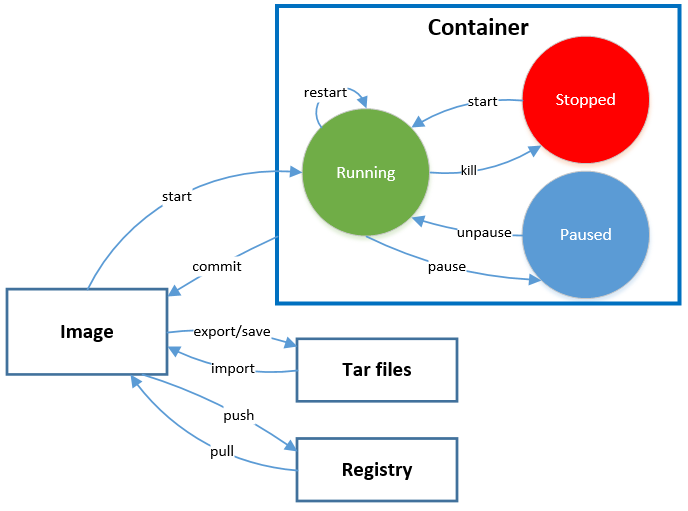 Container
restart
start
Stopped
Running
kill
start
unpause
Paused
commit
pause
Image
export/save
import
Tar files
push
pull
Registry